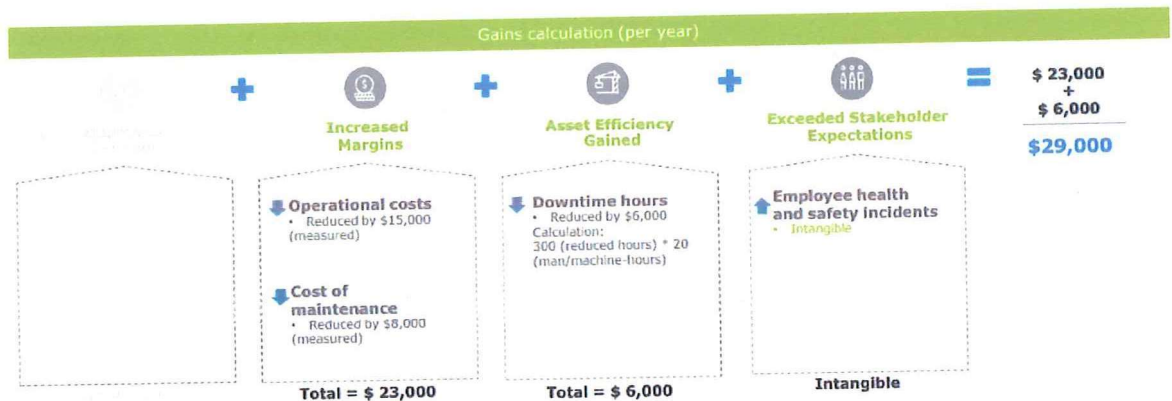 Gains calculation (per year)
Increased
Margins
Asset Efficiency
Gained
Exceeded Stakeholder
Expectations
$ 23,000
+
$ 6,000
$29,000
Operational costs
• Reduced by $15,000
(measured)
Cost of
maintenance
• Reduced by $8,000
(measured)
Total = $ 23,000
Downtime hours
• Reduced by $6,000
Calculation:
300 (reduced hours) * 20
(man/machine-hours)
Total = $ 6,000
Employee health
and safety incidents
• Intangible
Intangible